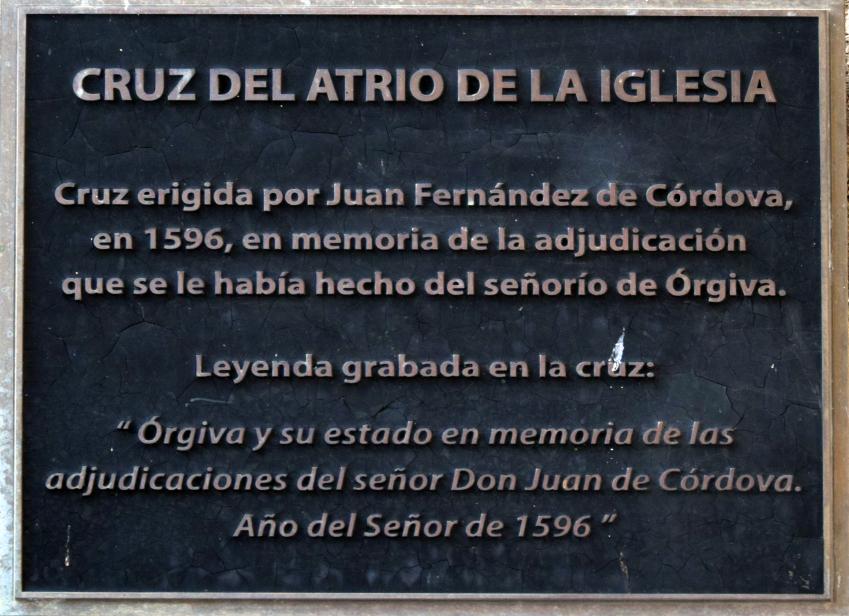 CRUZ DEL ATRIO DE LA IGLESIA
Cruz erigida por Juan Fernández de Córdova,
en 1596, en memoria de la adjudicación
que se le había hecho del señorío de Órgiva.
Leyenda grabada en la cruz:
“ Órgiva y su estado en memoria de las
adjudicaciones del señor Don Juan de Córdova.
Año del Señor de 1596 ”